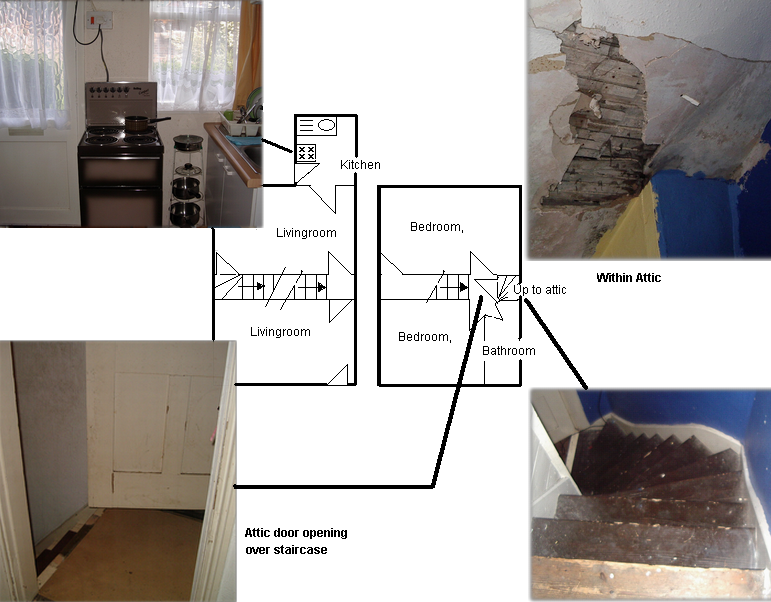 Kitchen
Livingroom
Bedroom,
Within Attic
Up to attic
Livingroom
Bedroom,
Bathroom
Attic door opening
over staircase